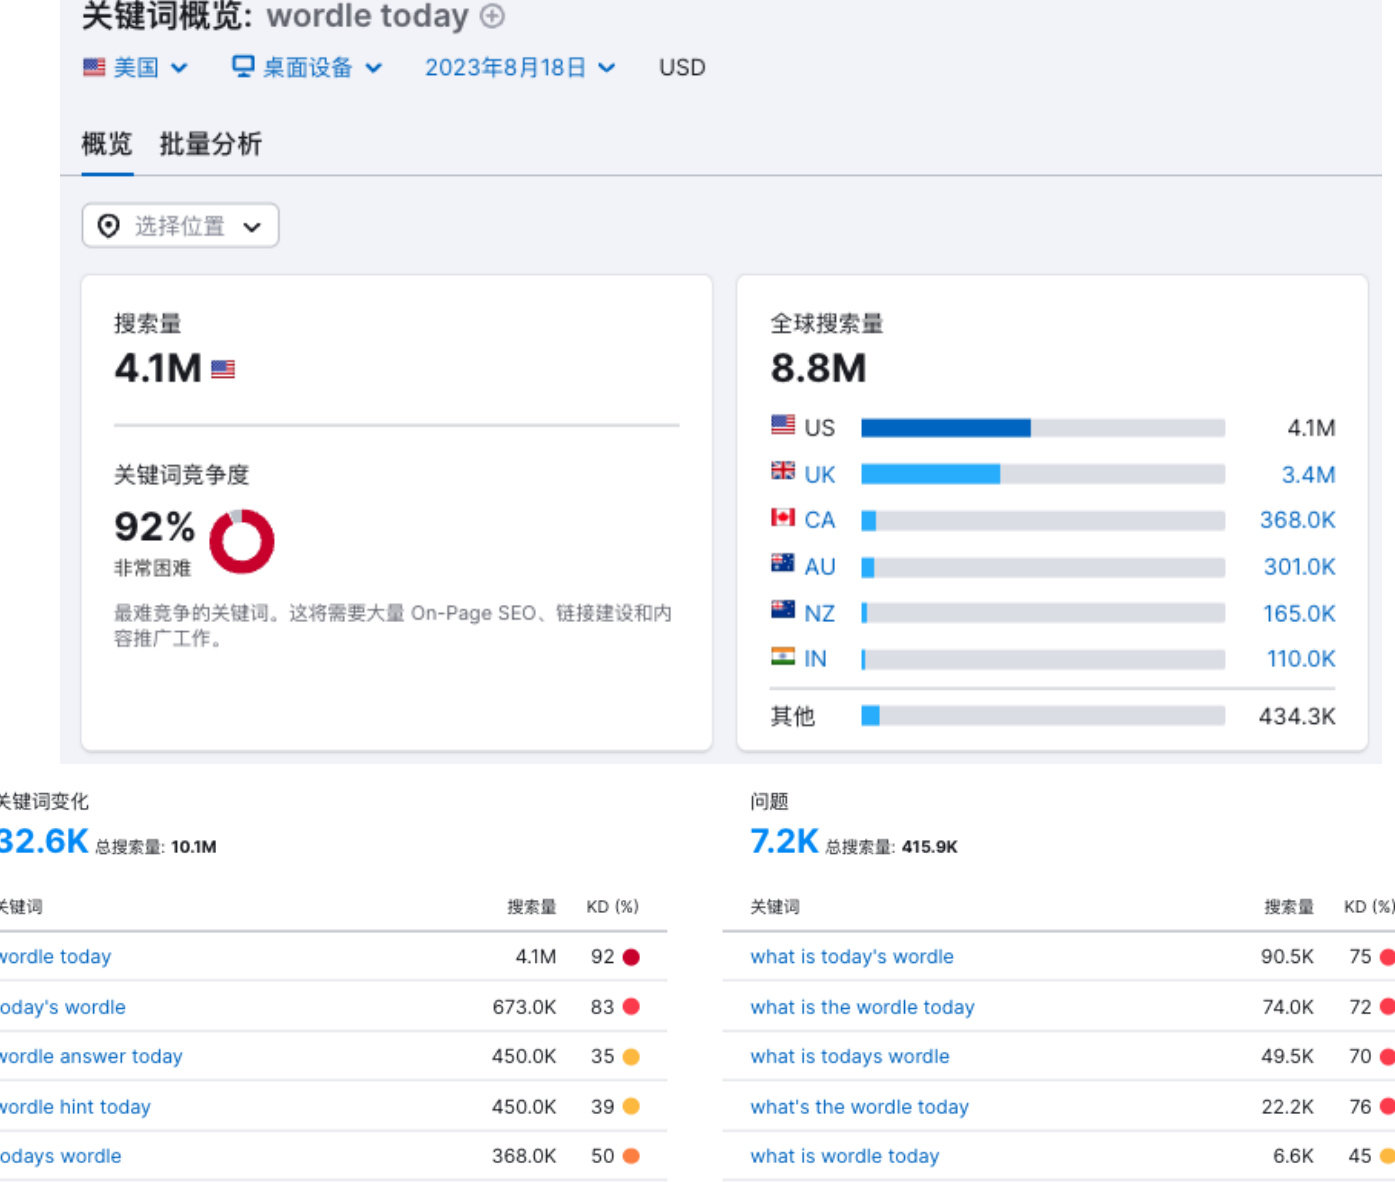 关键词概览: wordle today
美国 桌面设备 2023年8月18日 USD
概览 批量分析
选择位置
搜索量
4.1M
关键词竞争度
92%
非常困难
最难竞争的关键词。这将需要大量 On-Page SEO、链接建设和内
容推广工作。
全球搜索量
8.8M
US 4.1M
UK 3.4M
CA 368.0K
AU 301.0K
NZ 165.0K
IN 110.0K
其他 434.3K
关键词变化
32.6K 总搜索量: 10.1M
关键词 搜索量 KD (%)
wordle today 4.1M 92
today's wordle 673.0K 83
wordle answer today 450.0K 35
wordle hint today 450.0K 39
todays wordle 368.0K 50
问题
7.2K 总搜索量: 415.9K
关键词 搜索量 KD (%)
what is today's wordle 90.5K 75
what is the wordle today 74.0K 72
what is todays wordle 49.5K 70
what's the wordle today 22.2K 76
what is wordle today 6.6K 45